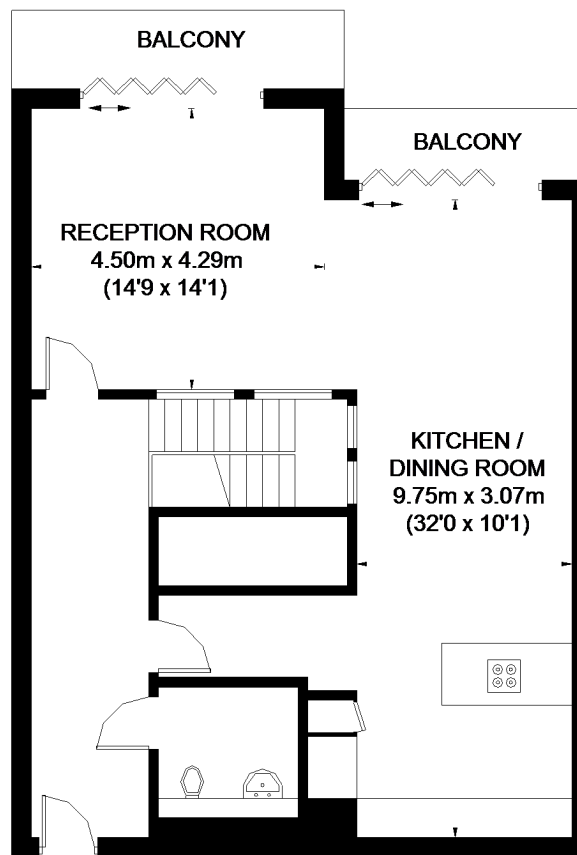 BALCONY
BALCONY
RECEPTION ROOM
4.50m x 4.29m
(14'9 x 14'1)
KITCHEN /
DINING ROOM
9.75m x 3.07m
(32'0 x 10'1)